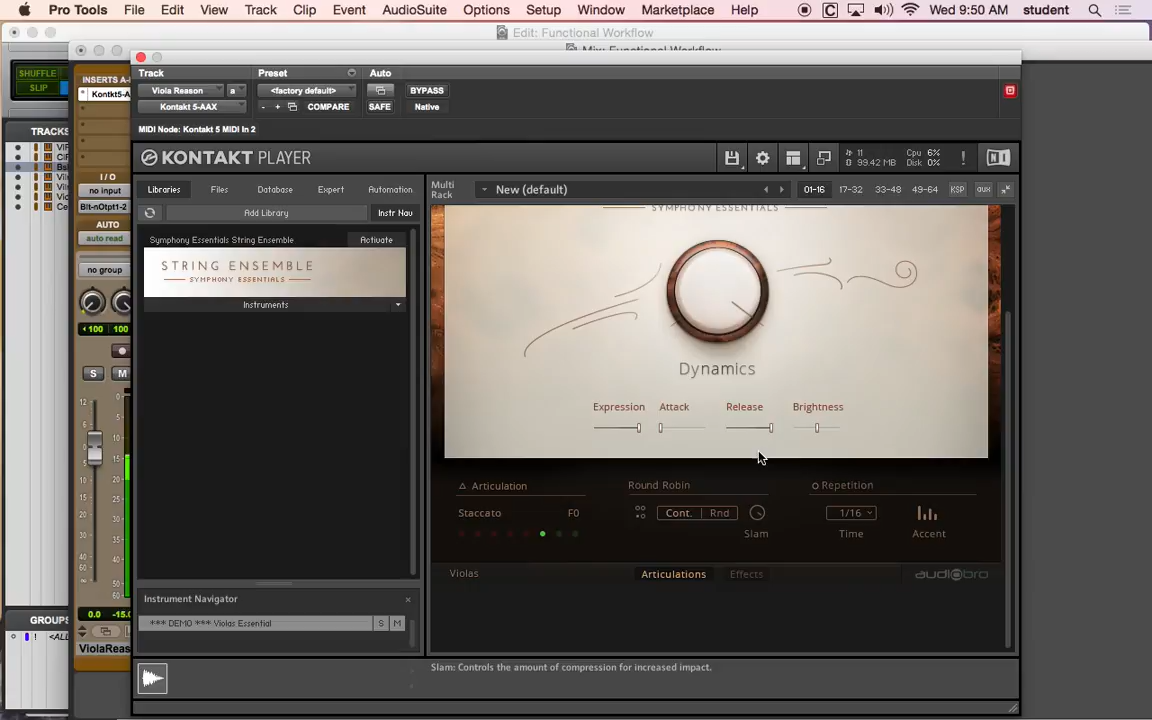 Pro Tools File Edit View Track Clip Event AudioSuite Options Setup Window Marketplace Help Wed 9:50 AM student
Edit: Functional Workflow
Mix: Functional Workflow
SHUFFLE
SLIP
TRACKS
INSERTS A-
Kontkt5-A
I / O
no input
Blt-nOtpt1-2
AUTO
auto read
no group
100 100
S M
12
0.0 -15.
ViolaReas
GROUPS
! <ALL
Track
Preset
Auto
Viola Reason
a
<factory default>
BYPASS
Kontakt 5-AAX
- +
COMPARE
SAFE
Native
MIDI Node: Kontakt 5 MIDI In 2
KONTAKT PLAYER
11
99.42 MB
Cpu 6%
Disk 0%
!
Libraries Files Database Expert Automation
Add Library
Instr Nav
Symphony Essentials String Ensemble
Activate
STRING ENSEMBLE
SYMPHONY ESSENTIALS
Instruments
Instrument Navigator
×
*** DEMO *** Violas Essential
S M
Multi
Rack
New (default)
01-16 17-32 33-48 49-64 KSP AUX
SYMPHONY ESSENTIALS
Dynamics
Expression Attack Release Brightness
Articulation
Round Robin
Repetition
Staccato F0
Cont. Rnd
1/16
Slam
Time
Accent
Violas
Articulations
Effects
audiobro
Slam: Controls the amount of compression for increased impact.